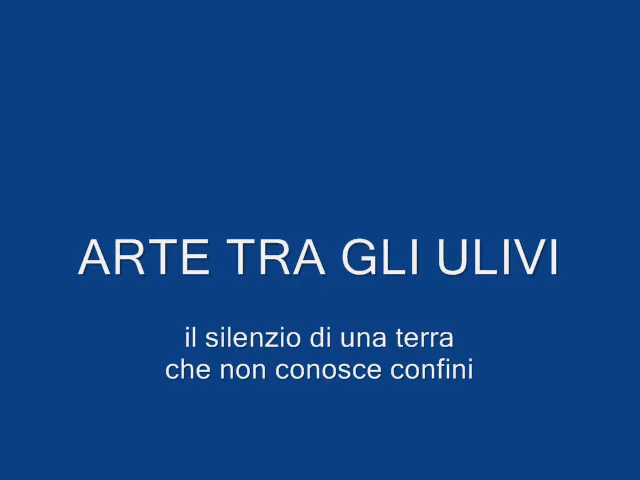 ARTE TRA GLI ULIVI
il silenzio di una terra
che non conosce confini